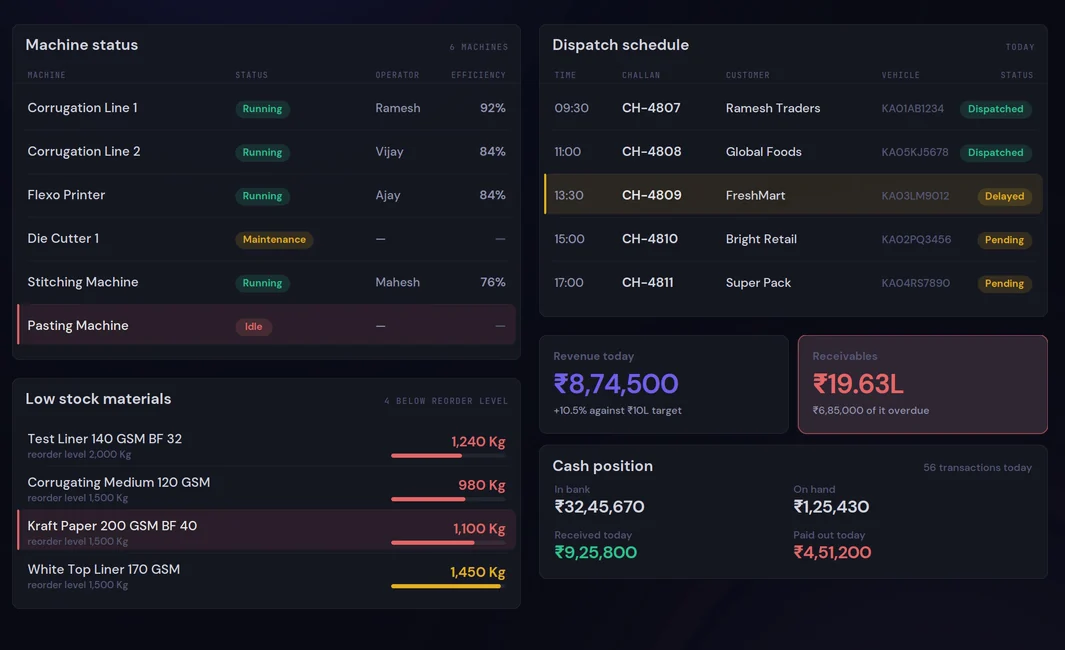 Machine status
6 MACHINES
MACHINE STATUS OPERATOR EFFICIENCY
Corrugation Line 1 Running Ramesh 92%
Corrugation Line 2 Running Vijay 84%
Flexo Printer Running Ajay 84%
Die Cutter 1 Maintenance — —
Stitching Machine Running Mahesh 76%
Pasting Machine Idle — —
Low stock materials
4 BELOW REORDER LEVEL
Test Liner 140 GSM BF 32
reorder level 2,000 Kg
1,240 Kg
Corrugating Medium 120 GSM
reorder level 1,500 Kg
980 Kg
Kraft Paper 200 GSM BF 40
reorder level 1,500 Kg
1,100 Kg
White Top Liner 170 GSM
reorder level 1,500 Kg
1,450 Kg
Dispatch schedule
TODAY
TIME CHALLAN CUSTOMER VEHICLE STATUS
09:30 CH-4807 Ramesh Traders KA01AB1234 Dispatched
11:00 CH-4808 Global Foods KA05KJ5678 Dispatched
13:30 CH-4809 FreshMart KA03LM9012 Delayed
15:00 CH-4810 Bright Retail KA02PQ3456 Pending
17:00 CH-4811 Super Pack KA04RS7890 Pending
Revenue today
₹8,74,500
+10.5% against ₹10L target
Receivables
₹19.63L
₹6,85,000 of it overdue
Cash position
56 transactions today
In bank
₹32,45,670
On hand
₹1,25,430
Received today
₹9,25,800
Paid out today
₹4,51,200